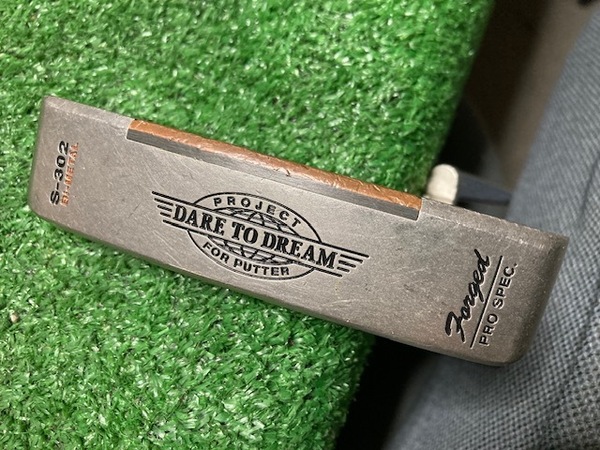 S-302
BI-METAL
PROJECT
DARE TO DREAM
FOR PUTTER
Forged
PRO SPEC.